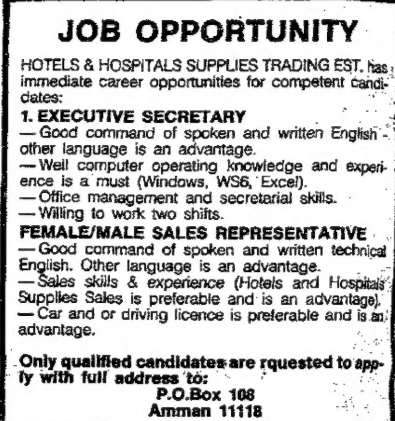 JOB OPPORTUNITY
HOTELS & HOSPITALS SUPPLIES TRADING EST. has
immediate career opportunities for competent candi-
dates:
1. EXECUTIVE SECRETARY
— Good command of spoken and written English -
other language is an advantage.
— Well computer operating knowledge and experi-
ence is a must (Windows, WS6, Excel).
— Office management and secretarial skills.
— Willing to work two shifts.
FEMALE/MALE SALES REPRESENTATIVE
— Good command of spoken and written technical
English. Other language is an advantage.
— Sales skills & experience (Hotels and Hospitals
Supplies Sales is preferable and is an advantage).
— Car and or driving licence is preferable and is an
advantage.
Only qualified candidates are rquested to app-
ly with full address to:
P.O.Box 108
Amman 11118